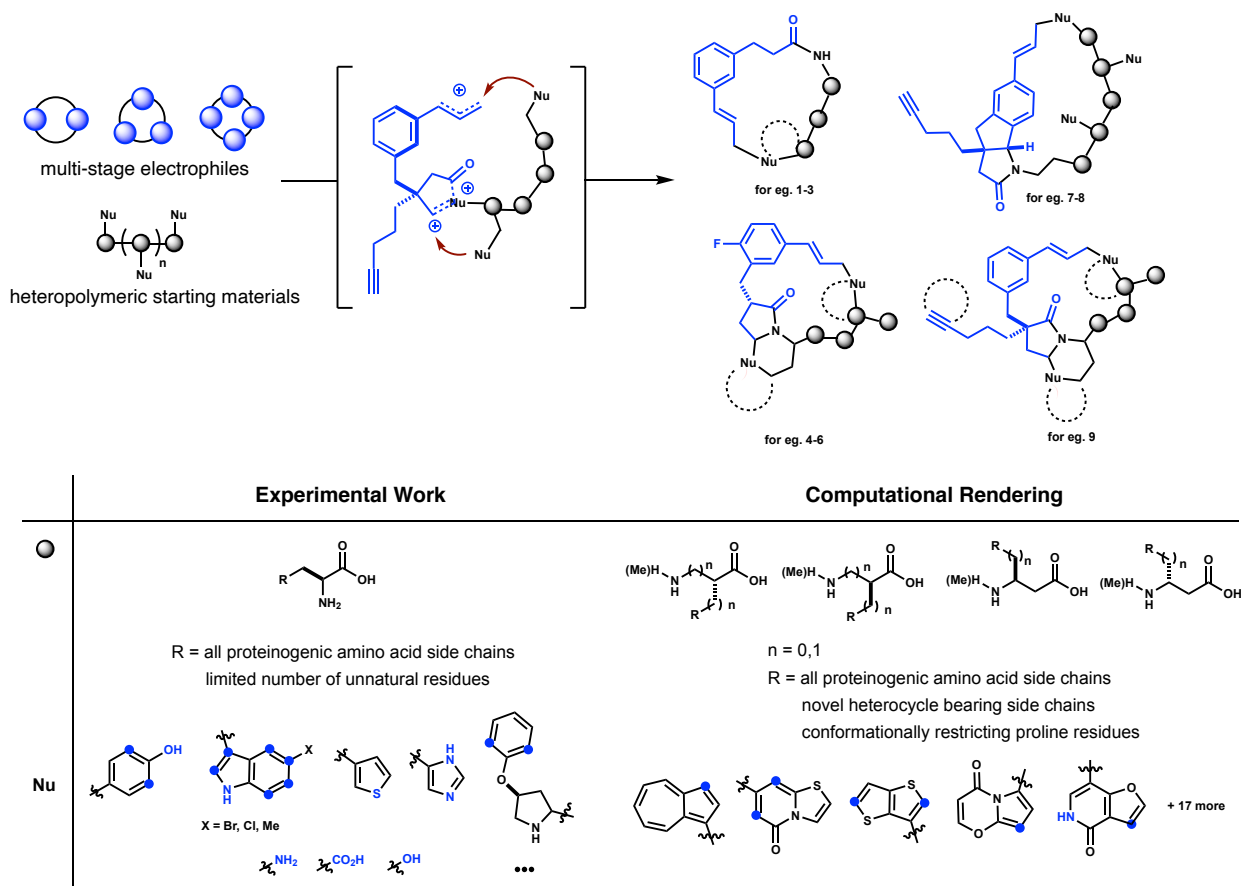 multi-stage electrophiles
Nu
Nu
n
Nu
heteropolymeric starting materials
Nu
O
Nu
Nu
O
NH
Nu
for eg. 1-3
Nu
Nu
Nu
H
N
O
for eg. 7-8
F
Nu
O
N
Nu
for eg. 4-6
Nu
O
N
Nu
for eg. 9
Experimental Work
Computational Rendering
O
R
OH
NH2
R = all proteinogenic amino acid side chains
limited number of unnatural residues
(Me)H
N
H
n
O
OH
R
n
(Me)H
N
H
n
O
OH
R
n
R
n
O
(Me)H
N
H
OH
R
n
O
(Me)H
N
H
OH
n = 0,1
R = all proteinogenic amino acid side chains
novel heterocycle bearing side chains
conformationally restricting proline residues
Nu
OH
X
NH
X = Br, Cl, Me
S
H
N
N
O
NH
NH2
CO2H
OH
•••
S
N
O
S
S
O
N
O
HN
O
O
+ 17 more